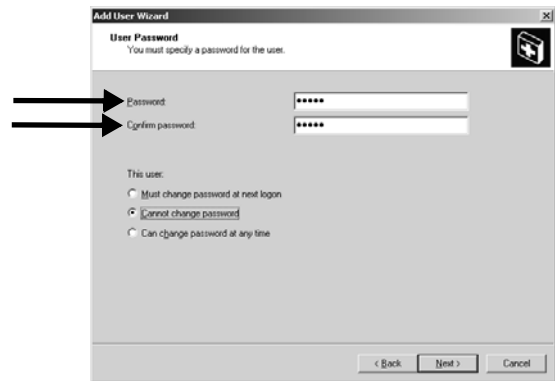 Add User Wizard
User Password
You must specify a password for the user.
Password:
Confirm password:
This user:
Must change password at next logon
Cannot change password
Can change password at any time
< Back Next > Cancel